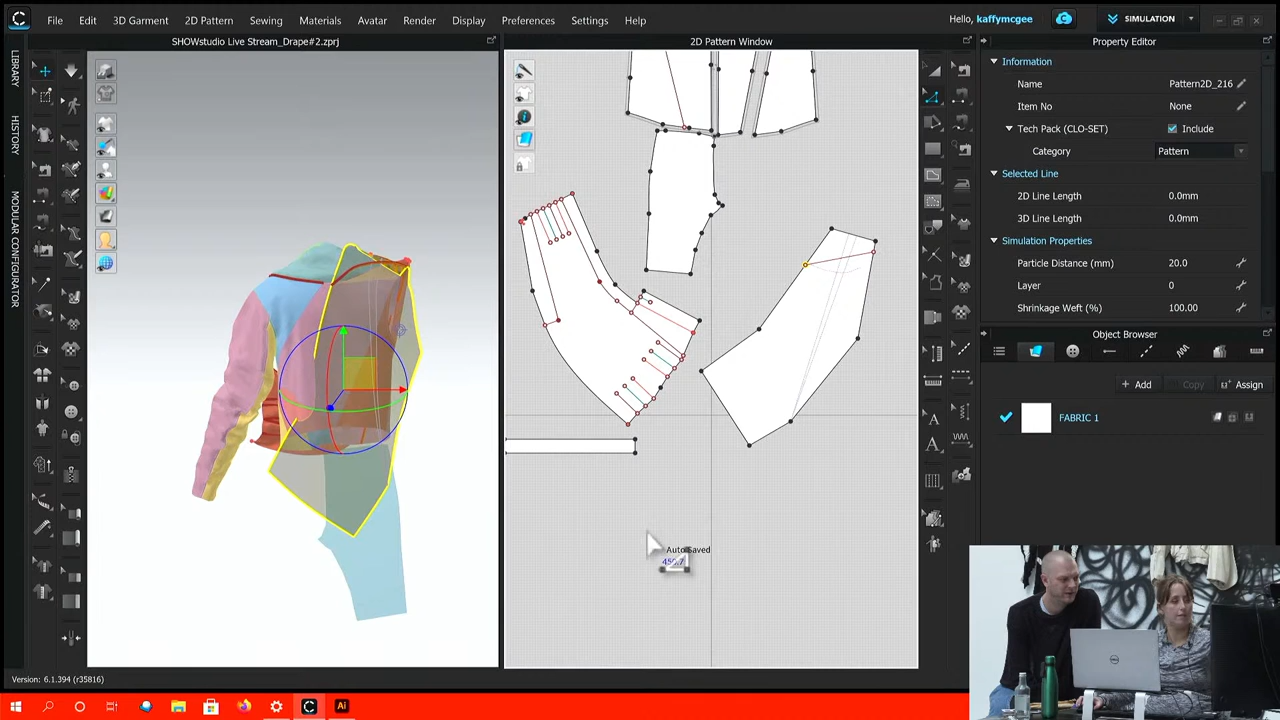 File Edit 3D Garment 2D Pattern Sewing Materials Avatar Render Display Preferences Settings Help
Hello, kaffymcgee
SIMULATION
SHOWstudio Live Stream_Drape#2.zprj
2D Pattern Window
Property Editor
LIBRARY
HISTORY
MODULAR CONFIGURATOR
Information
Name Pattern2D_216
Item No None
Tech Pack (CLO-SET) Include
Category Pattern
Selected Line
2D Line Length 0.0mm
3D Line Length 0.0mm
Simulation Properties
Particle Distance (mm) 20.0
Layer 0
Shrinkage Weft (%) 100.00
Object Browser
+ Add Copy Assign
FABRIC 1
Auto Saved
Version: 6.1.394 (r35816)
Ai
DELL